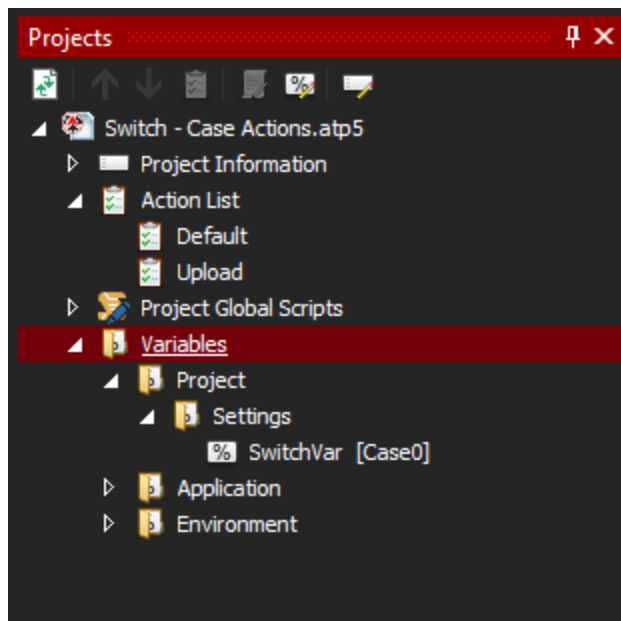 Projects
Switch - Case Actions.atp5
Project Information
Action List
Default
Upload
Project Global Scripts
Variables
Project
Settings
% SwitchVar [Case0]
Application
Environment